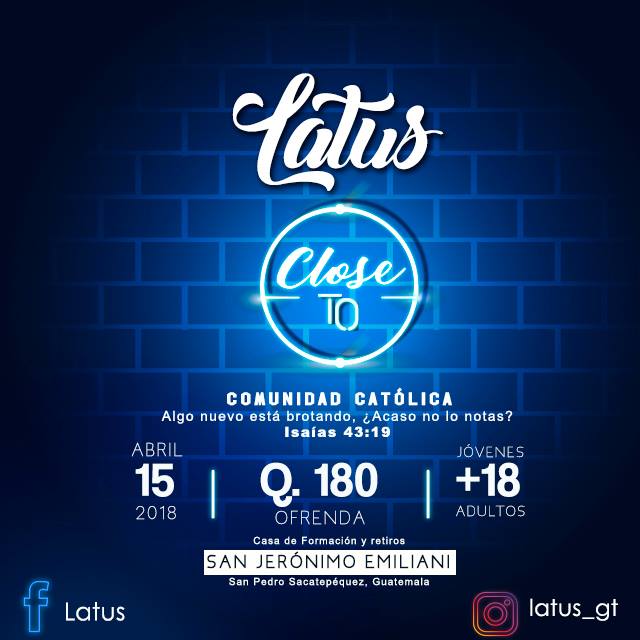 Latus
Close
TO
COMUNIDAD CATÓLICA
Algo nuevo está brotando, ¿Acaso no lo notas?
Isaías 43:19
ABRIL
15
2018
Q. 180
OFRENDA
JÓVENES
+18
ADULTOS
Casa de Formación y retiros
SAN JERÓNIMO EMILIANI
San Pedro Sacatepéquez, Guatemala
f Latus
latus_gt